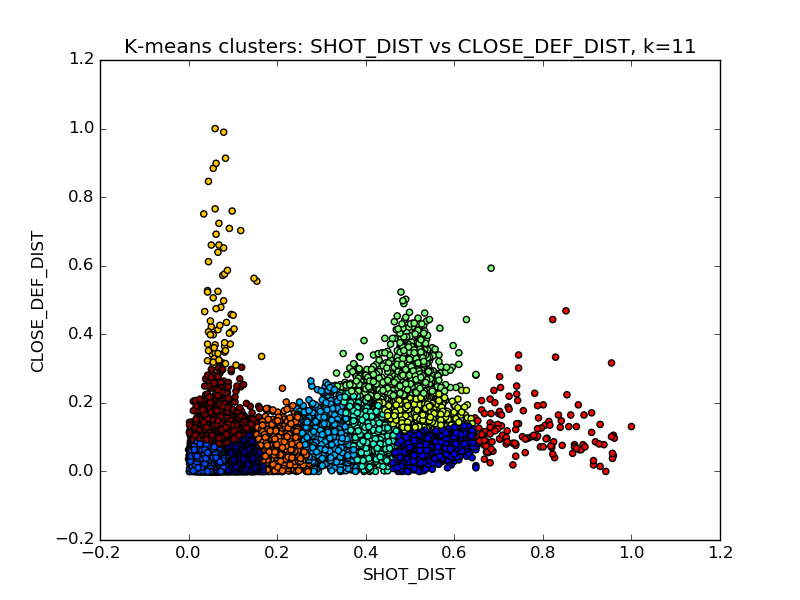 K-means clusters: SHOT_DIST vs CLOSE_DEF_DIST, k=11
1.2
1.0
0.8
0.6
0.4
0.2
0.0
−0.2
CLOSE_DEF_DIST
−0.2 0.0 0.2 0.4 0.6 0.8 1.0 1.2
SHOT_DIST